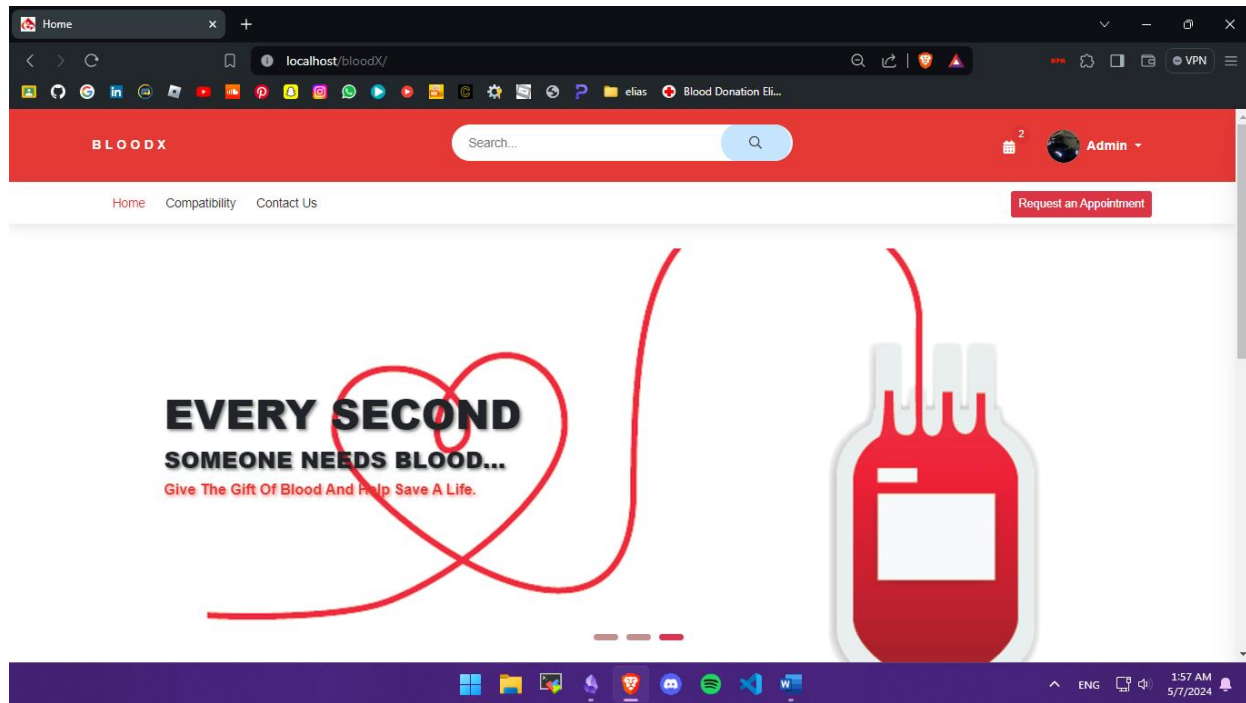 Home
localhost/bloodX/
VPN
elias
Blood Donation Eli...
BLOODX
Search...
2
Admin
Home Compatibility Contact Us
Request an Appointment
EVERY SECOND
SOMEONE NEEDS BLOOD...
Give The Gift Of Blood And Help Save A Life.
ENG
1:57 AM
5/7/2024